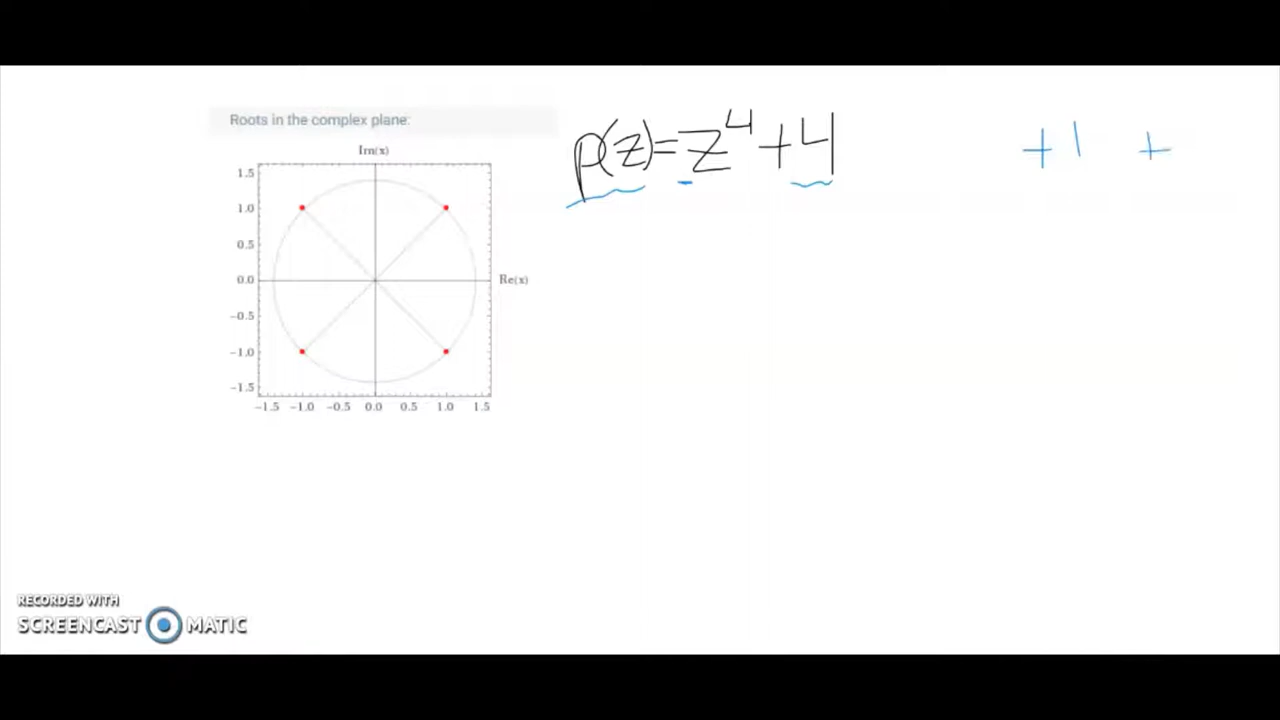 Roots in the complex plane:
Im(x)
1.5
1.0
0.5
0.0
-0.5
-1.0
-1.5
Re(x)
-1.5 -1.0 -0.5 0.0 0.5 1.0 1.5
p(z)=z^4+4
+1 +
RECORDED WITH
SCREENCAST MATIC